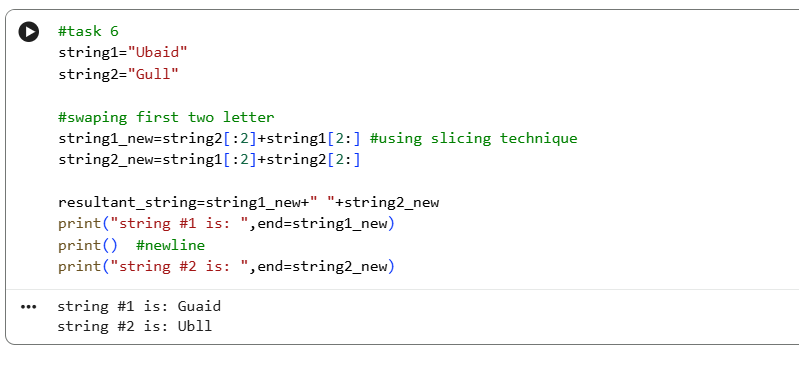 #task 6
string1="Ubaid"
string2="Gull"
#swaping first two letter
string1_new=string2[:2]+string1[2:] #using slicing technique
string2_new=string1[:2]+string2[2:]
resultant_string=string1_new+" "+string2_new
print("string #1 is: ",end=string1_new)
print()  #newline
print("string #2 is: ",end=string2_new)
string #1 is: Guaid
string #2 is: Ubll